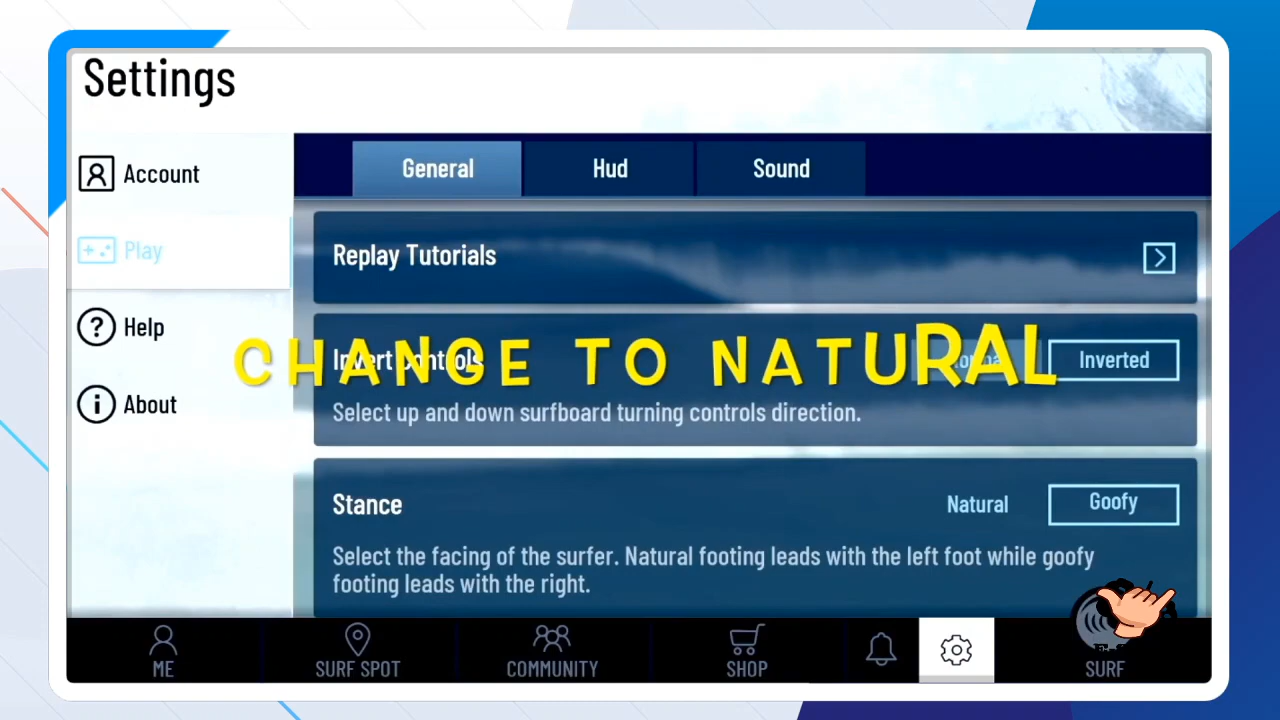 Settings
Account
Play
Help
About
General
Hud
Sound
Replay Tutorials
CHANGE TO NATURAL
Invert Controls
Inverted
Select up and down surfboard turning controls direction.
Stance
Natural
Goofy
Select the facing of the surfer. Natural footing leads with the left foot while goofy
footing leads with the right.
ME
SURF SPOT
COMMUNITY
SHOP
SURF